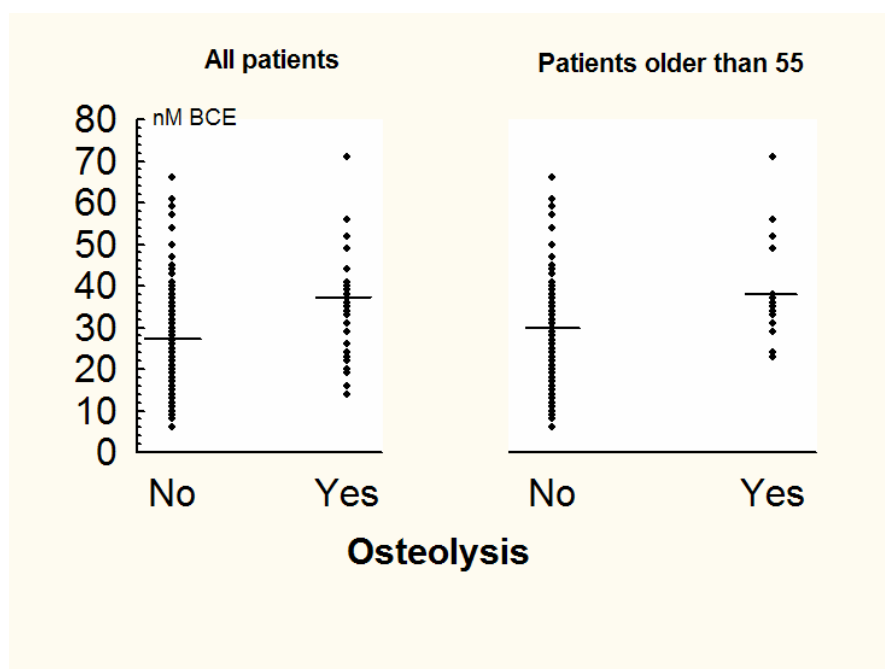 All patients
Patients older than 55
nM BCE
80
70
60
50
40
30
20
10
0
No Yes No Yes
Osteolysis